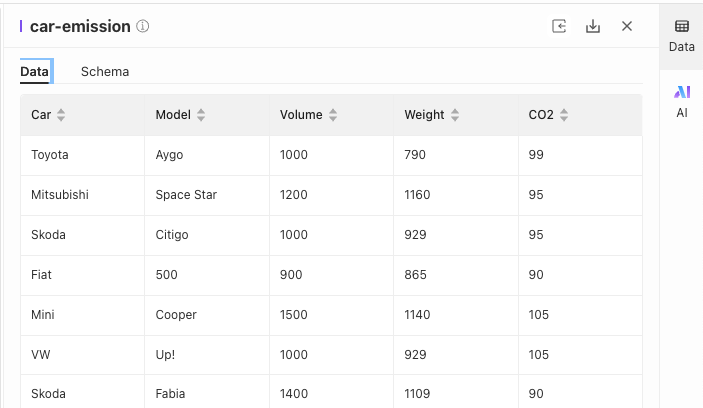 car-emission
Data
AI
Data Schema
Car Model Volume Weight CO2
Toyota Aygo 1000 790 99
Mitsubishi Space Star 1200 1160 95
Skoda Citigo 1000 929 95
Fiat 500 900 865 90
Mini Cooper 1500 1140 105
VW Up! 1000 929 105
Skoda Fabia 1400 1109 90